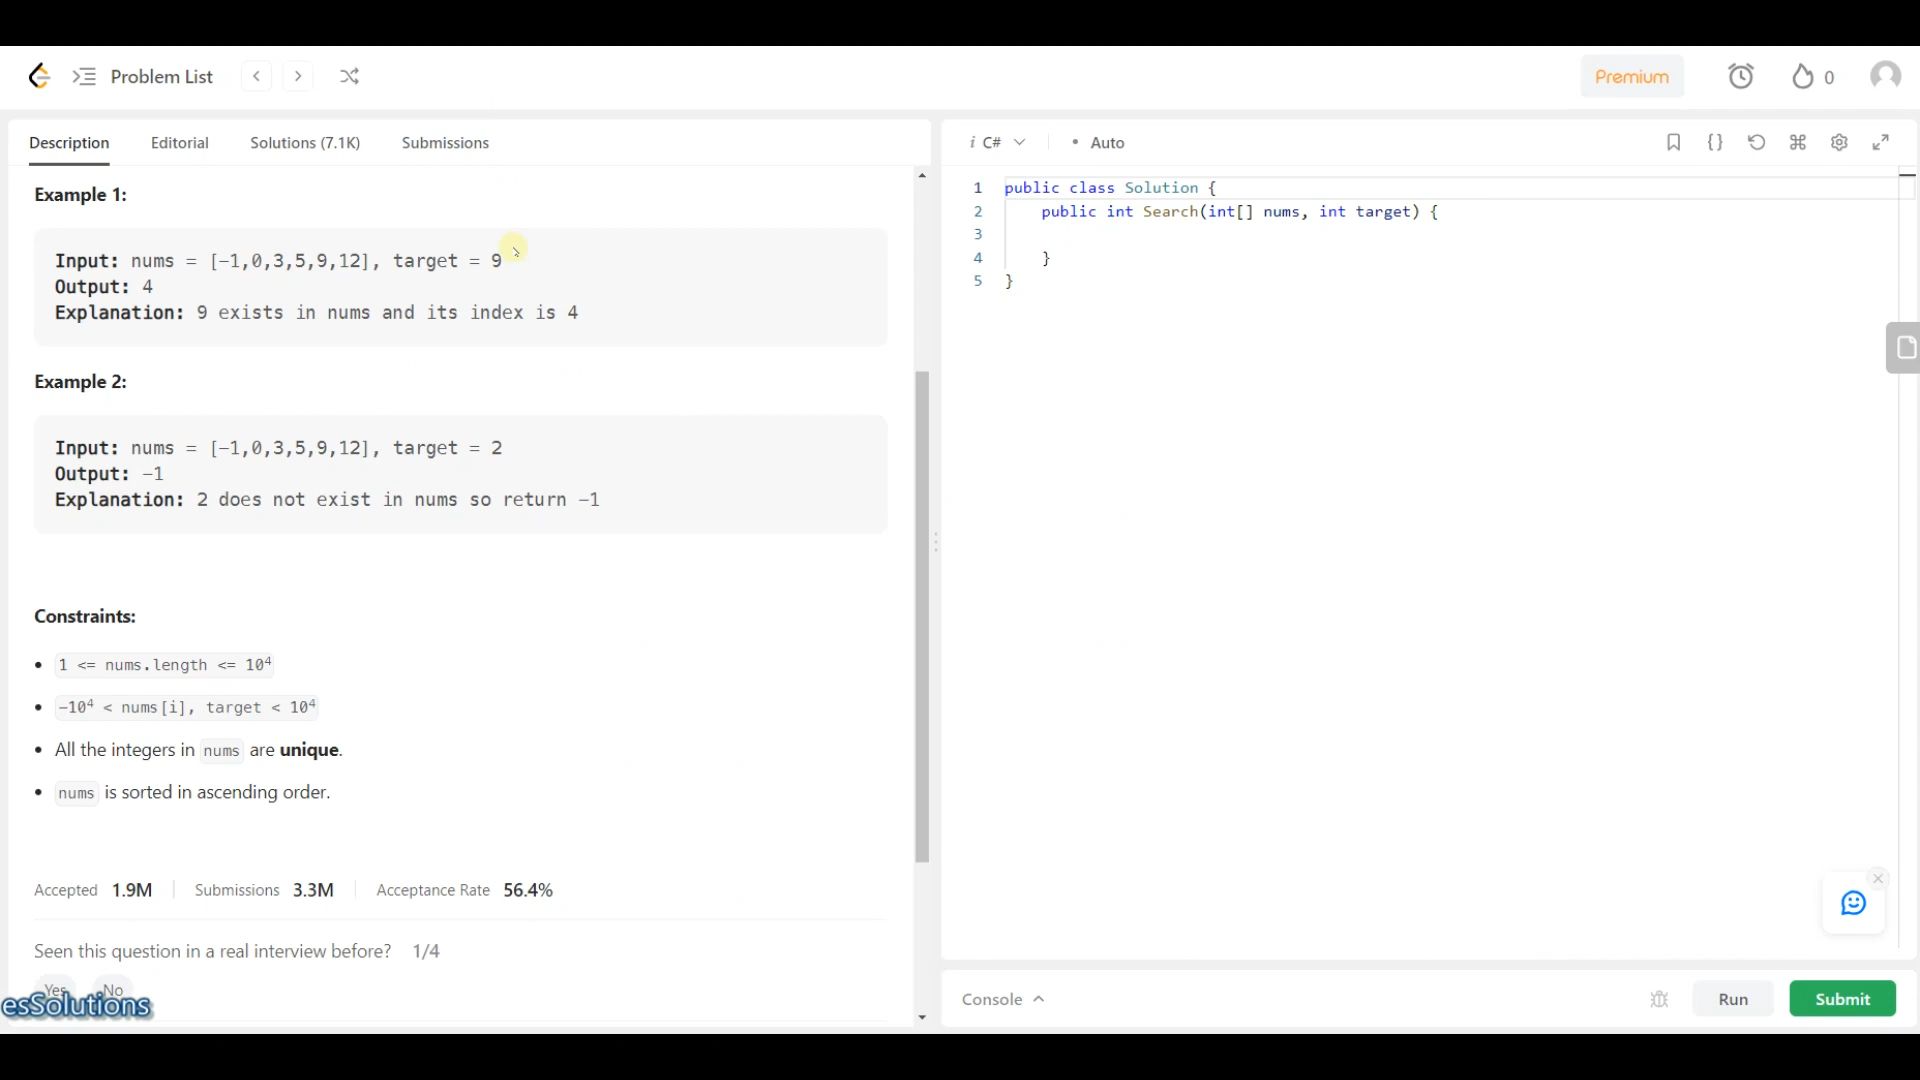 Problem List
Premium
0
Description Editorial Solutions (7.1K) Submissions
Example 1:
Input: nums = [-1,0,3,5,9,12], target = 9
Output: 4
Explanation: 9 exists in nums and its index is 4
Example 2:
Input: nums = [-1,0,3,5,9,12], target = 2
Output: -1
Explanation: 2 does not exist in nums so return -1
Constraints:
• 1 <= nums.length <= 10⁴
• -10⁴ < nums[i], target < 10⁴
• All the integers in nums are unique.
• nums is sorted in ascending order.
Accepted 1.9M Submissions 3.3M Acceptance Rate 56.4%
Seen this question in a real interview before? 1/4
Yes No
esSolutions
i C# • Auto
{}
1 public class Solution {
2     public int Search(int[] nums, int target) {
3
4     }
5 }
Console Run Submit